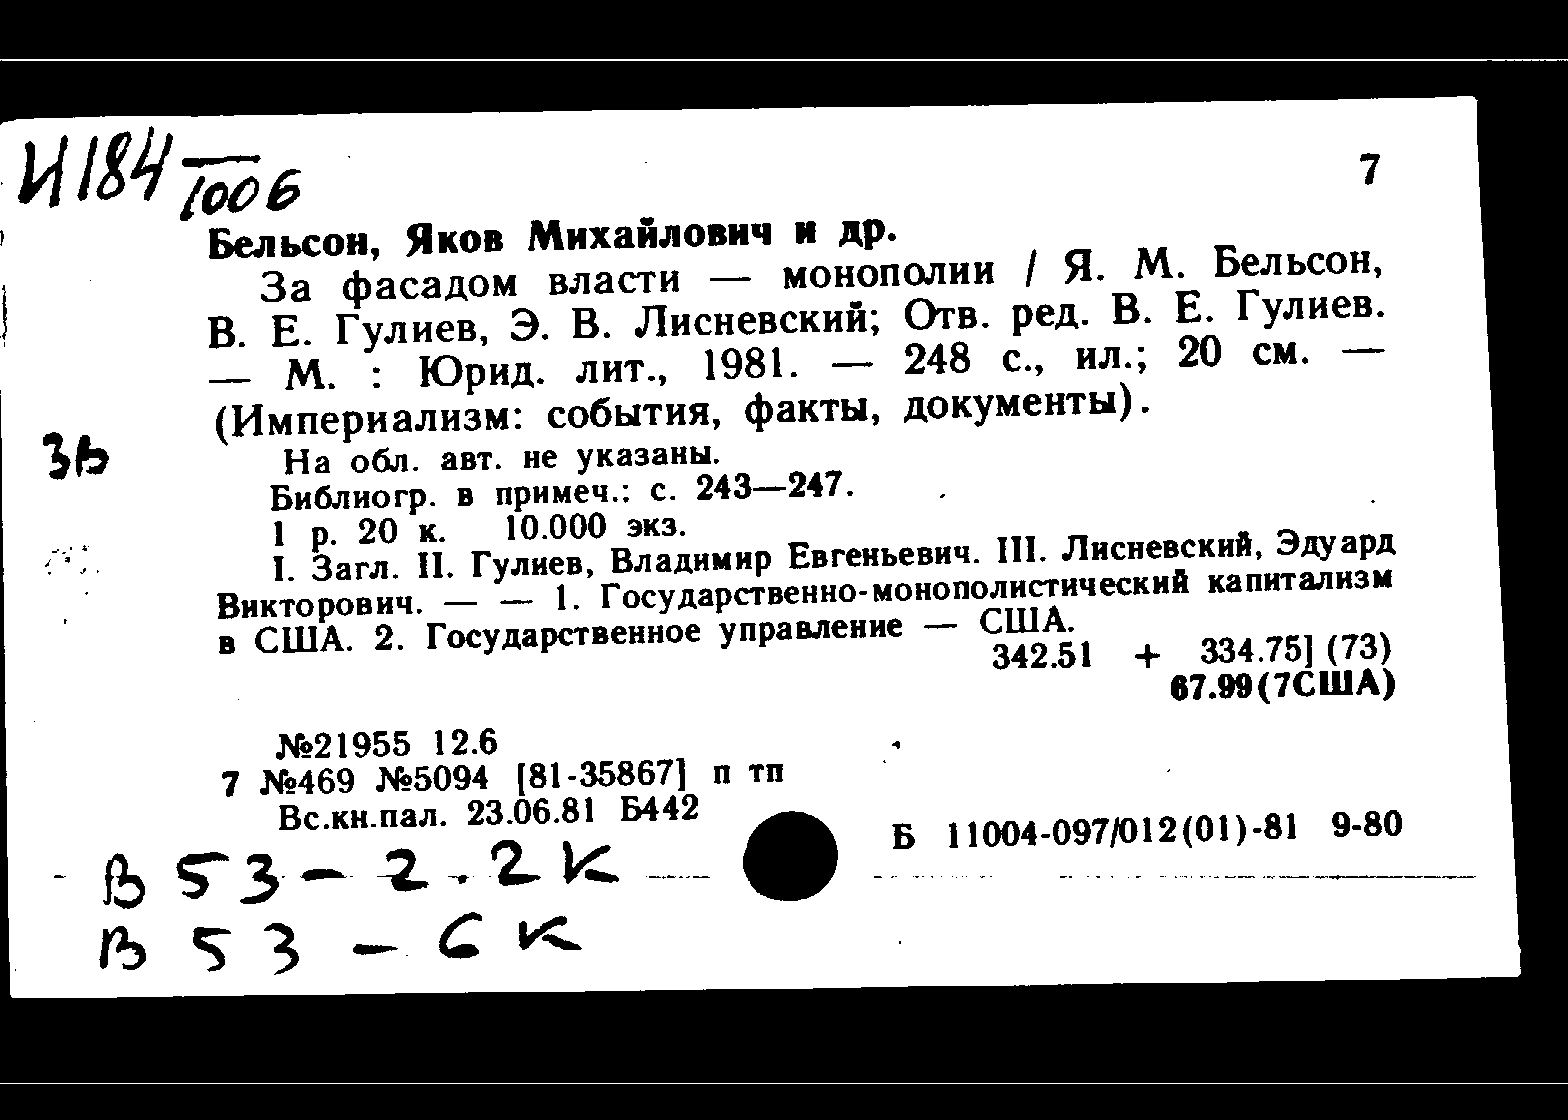 И184
1006
7
Бельсон, Яков Михайлович и др.
За фасадом власти — монополии / Я. М. Бельсон,
В. Е. Гулиев, Э. В. Лисневский; Отв. ред. В. Е. Гулиев.
— М. : Юрид. лит., 1981. — 248 с., ил.; 20 см. —
(Империализм: события, факты, документы).
3в
На обл. авт. не указаны.
Библиогр. в примеч.: с. 243—247.
1 р. 20 к. 10.000 экз.
I. Загл. II. Гулиев, Владимир Евгеньевич. III. Лисневский, Эдуард
Викторович. — — 1. Государственно-монополистический капитализм
в США. 2. Государственное управление — США.
342.51 + 334.75] (73)
67.99(7США)
№21955 12.6
7 №469 №5094 [81-35867] п тп
Вс.кн.пал. 23.06.81 Б442
Б 11004-097/012(01)-81 9-80
В 53 – 2.2к
В 53 – 6к